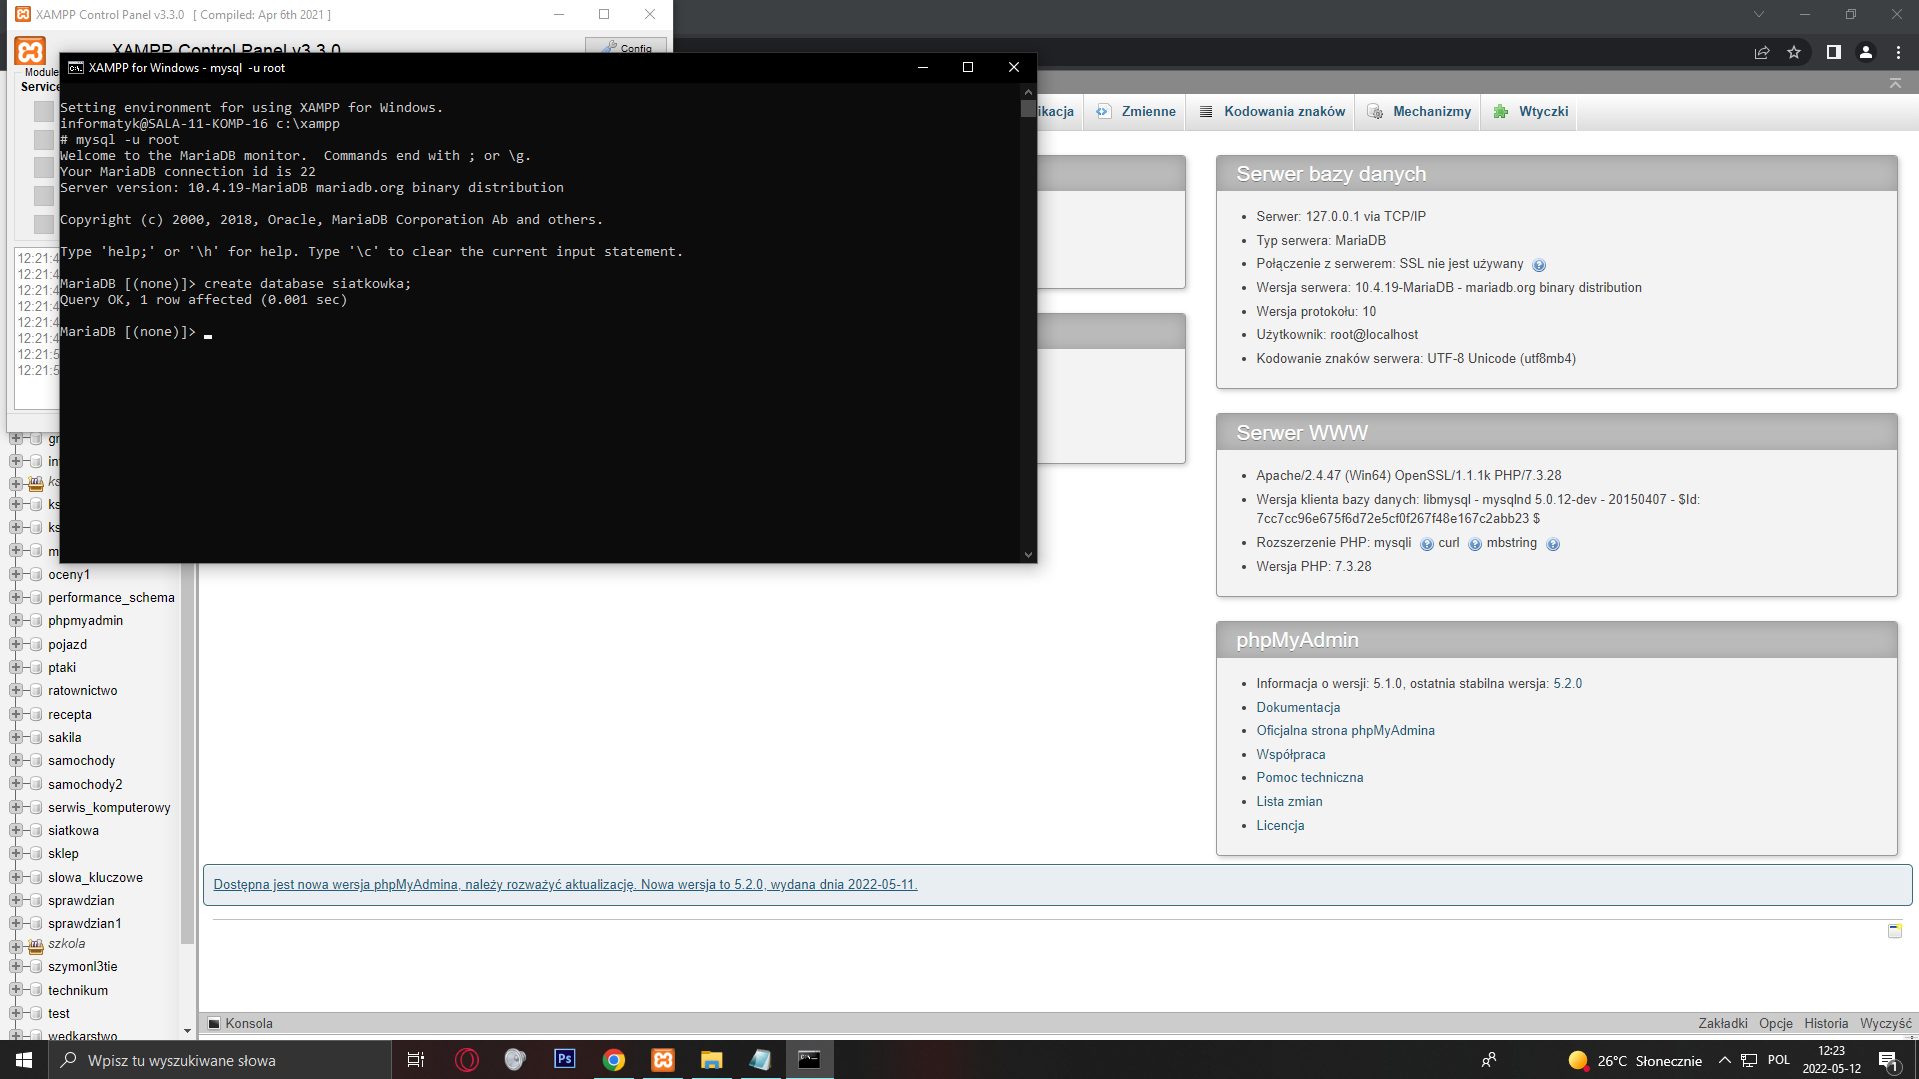 XAMPP Control Panel v3.3.0 [ Compiled: Apr 6th 2021 ]
XAMPP Control Panel v3.3.0
Config
Module
Service
XAMPP for Windows - mysql -u root
Setting environment for using XAMPP for Windows.
informatyk@SALA-11-KOMP-16 c:\xampp
# mysql -u root
Welcome to the MariaDB monitor.  Commands end with ; or \g.
Your MariaDB connection id is 22
Server version: 10.4.19-MariaDB mariadb.org binary distribution
Copyright (c) 2000, 2018, Oracle, MariaDB Corporation Ab and others.
Type 'help;' or '\h' for help. Type '\c' to clear the current input statement.
MariaDB [(none)]> create database siatkowka;
Query OK, 1 row affected (0.001 sec)
MariaDB [(none)]>
12:21:4
12:21:4
12:21:4
12:21:4
12:21:4
12:21:4
12:21:5
12:21:5
gr
in
ks
ks
ks
m
oceny1
performance_schema
phpmyadmin
pojazd
ptaki
ratownictwo
recepta
sakila
samochody
samochody2
serwis_komputerowy
siatkowa
sklep
slowa_kluczowe
sprawdzian
sprawdzian1
szkola
szymonl3tie
technikum
test
wedkarstwo
ikacja
Zmienne
Kodowania znaków
Mechanizmy
Wtyczki
Serwer bazy danych
• Serwer: 127.0.0.1 via TCP/IP
• Typ serwera: MariaDB
• Połączenie z serwerem: SSL nie jest używany
• Wersja serwera: 10.4.19-MariaDB - mariadb.org binary distribution
• Wersja protokołu: 10
• Użytkownik: root@localhost
• Kodowanie znaków serwera: UTF-8 Unicode (utf8mb4)
Serwer WWW
• Apache/2.4.47 (Win64) OpenSSL/1.1.1k PHP/7.3.28
• Wersja klienta bazy danych: libmysql - mysqlnd 5.0.12-dev - 20150407 - $Id:
7cc7cc96e675f6d72e5cf0f267f48e167c2abb23 $
• Rozszerzenie PHP: mysqli curl mbstring
• Wersja PHP: 7.3.28
phpMyAdmin
• Informacja o wersji: 5.1.0, ostatnia stabilna wersja: 5.2.0
• Dokumentacja
• Oficjalna strona phpMyAdmina
• Współpraca
• Pomoc techniczna
• Lista zmian
• Licencja
Dostępna jest nowa wersja phpMyAdmina, należy rozważyć aktualizację. Nowa wersja to 5.2.0, wydana dnia 2022-05-11.
Konsola
Zakładki Opcje Historia Wyczyść
Wpisz tu wyszukiwane słowa
Ps
26°C Słonecznie
POL
12:23
2022-05-12
1